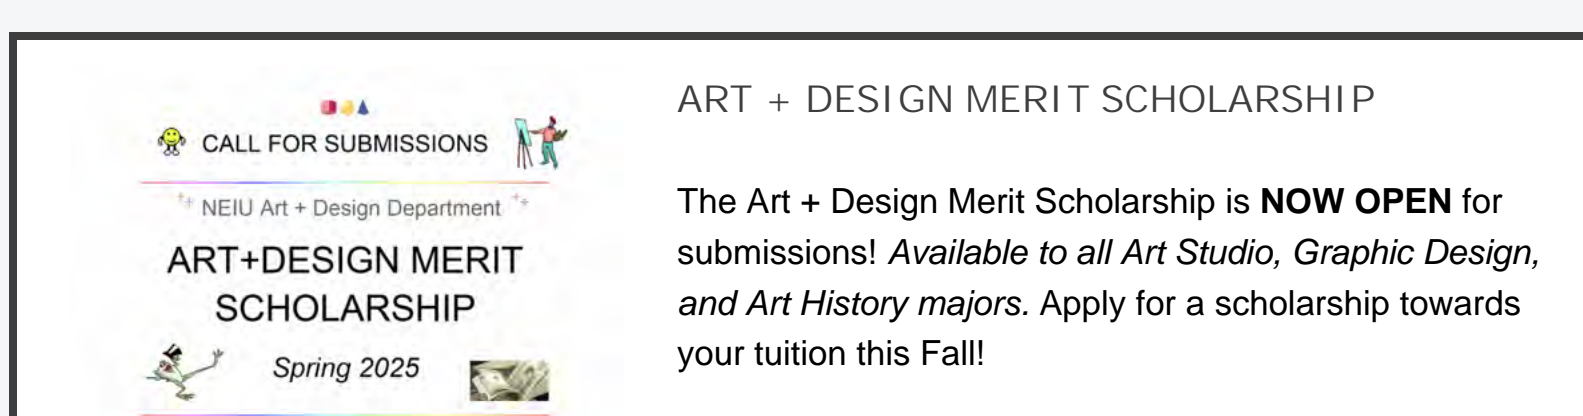 CALL FOR SUBMISSIONS
NEIU Art + Design Department
ART+DESIGN MERIT
SCHOLARSHIP
Spring 2025
ART + DESIGN MERIT SCHOLARSHIP
The Art + Design Merit Scholarship is NOW OPEN for
submissions! Available to all Art Studio, Graphic Design,
and Art History majors. Apply for a scholarship towards
your tuition this Fall!